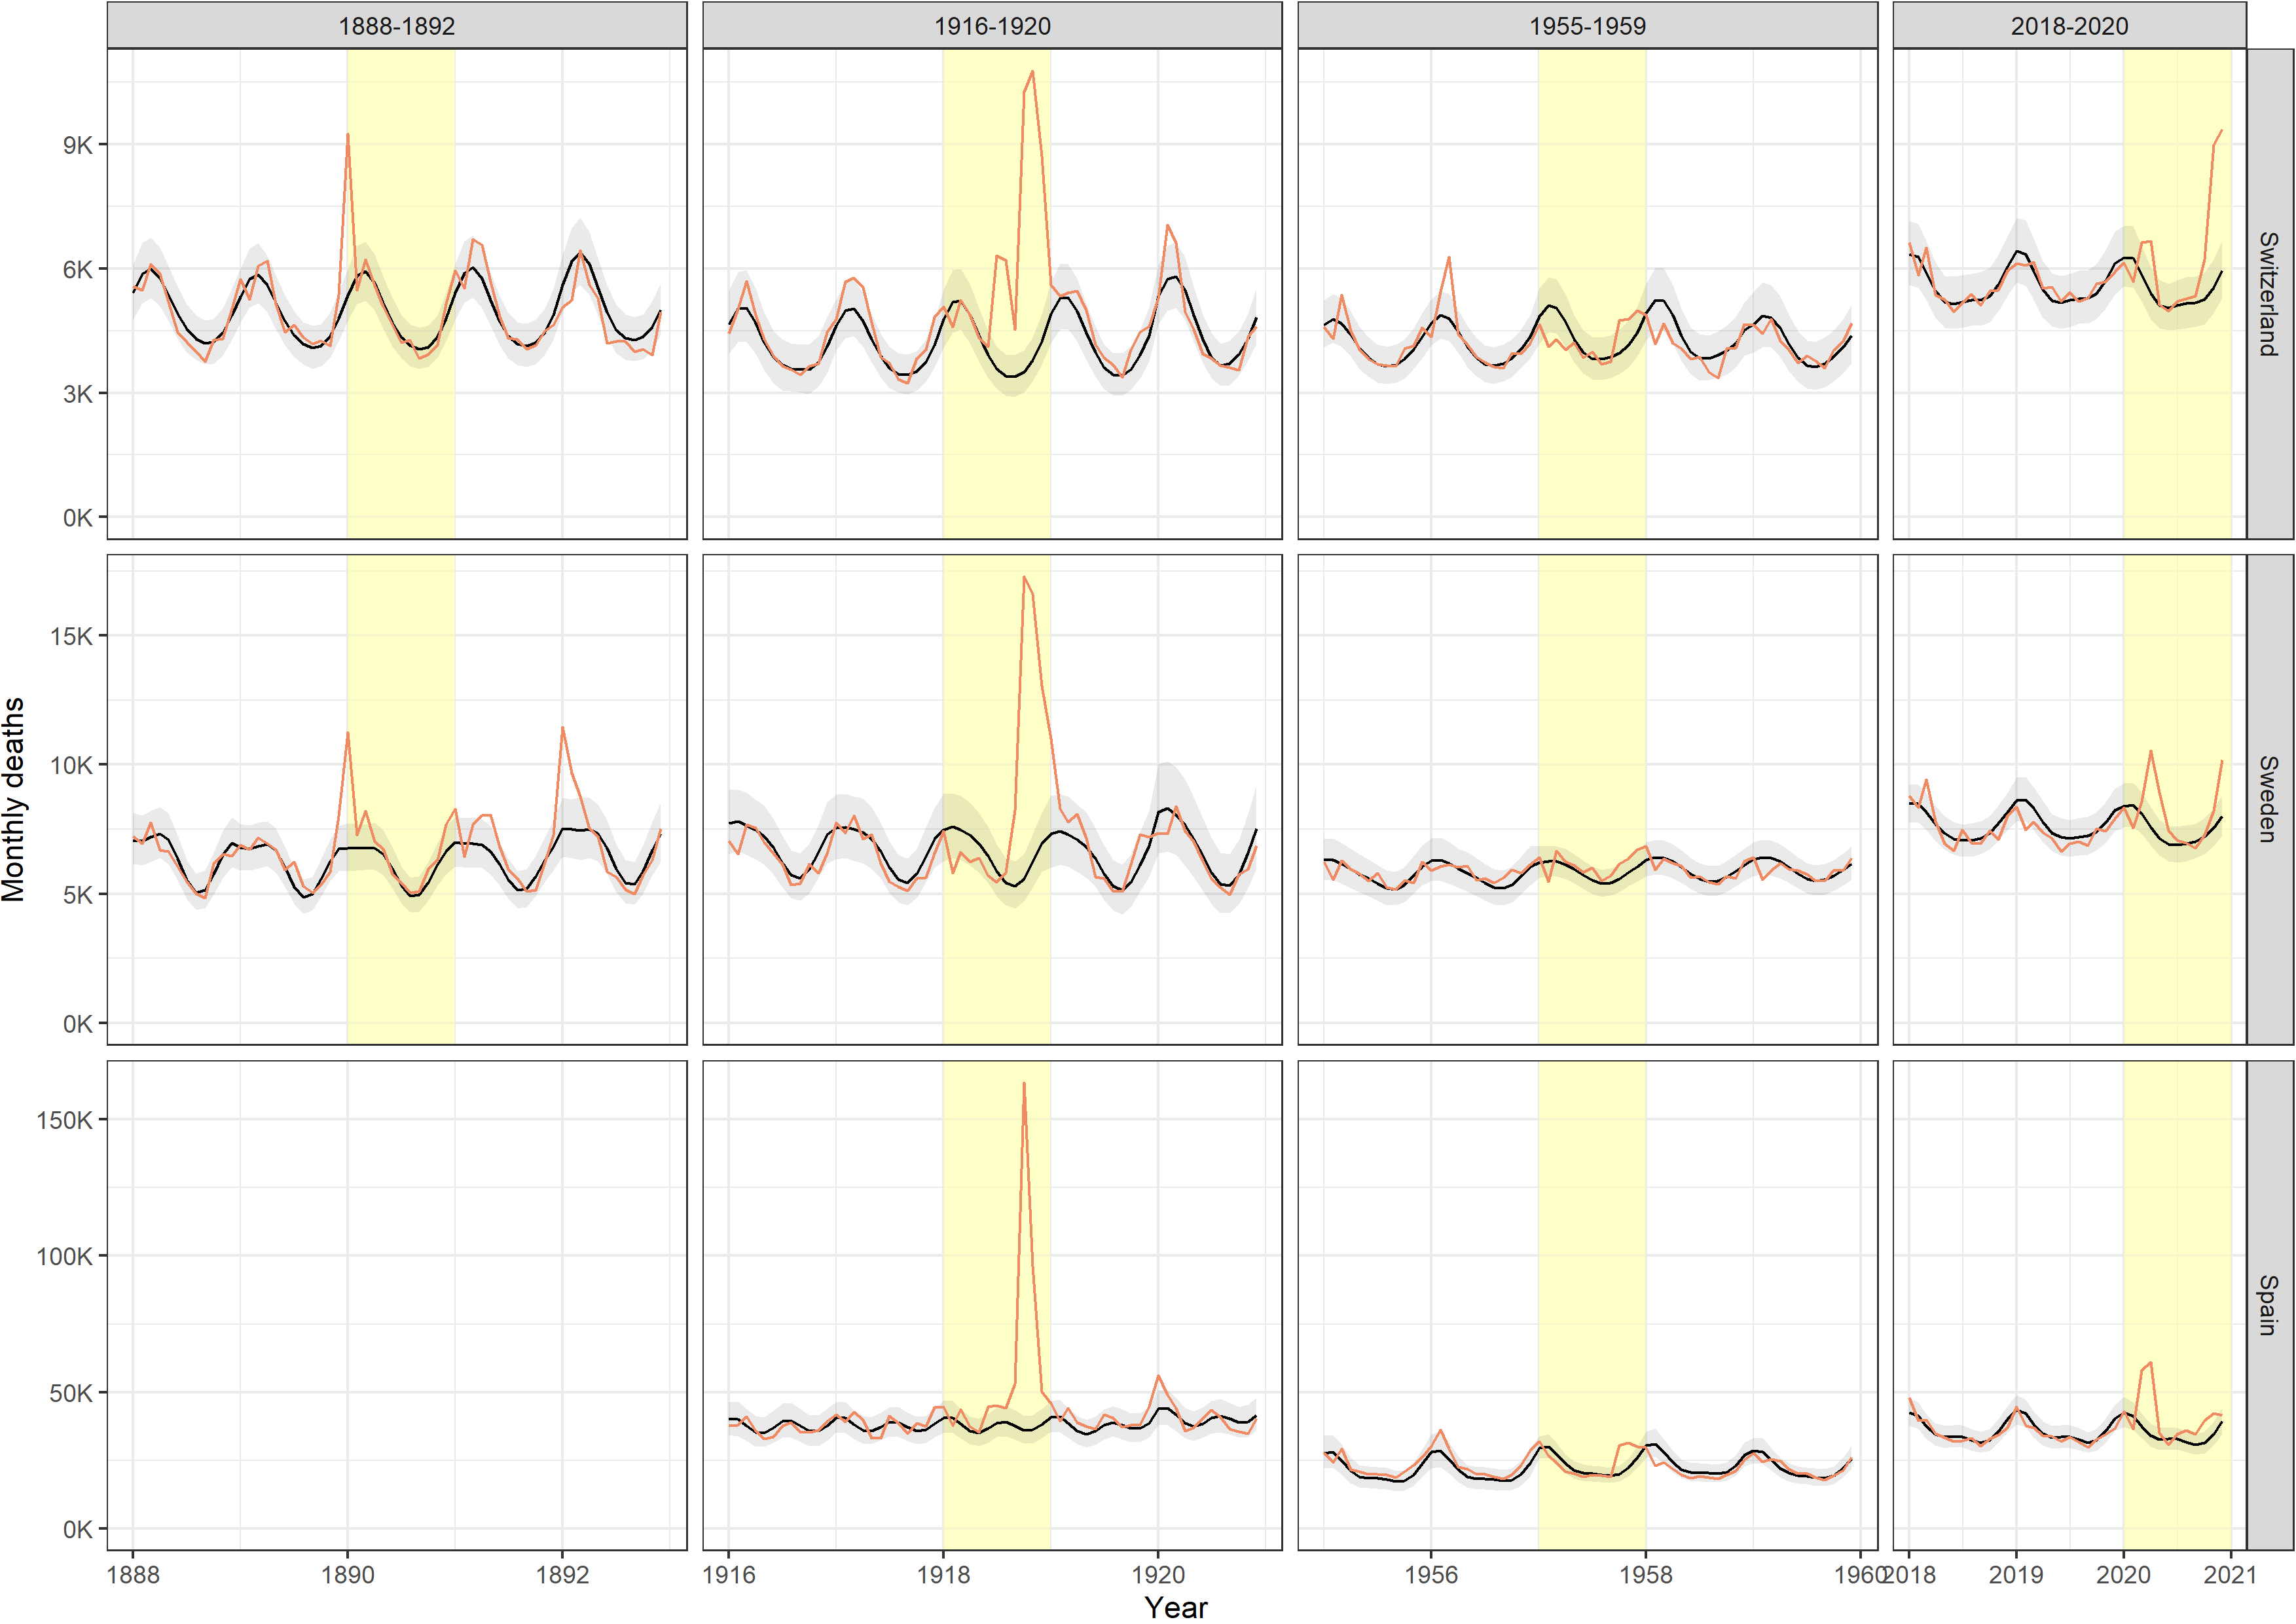 1888-1892
1916-1920
1955-1959
2018-2020
9K
6K
3K
0K
Switzerland
Monthly deaths
15K
10K
5K
0K
Sweden
150K
100K
50K
0K
Spain
1888
1890
1892
1916
1918
1920
1956
1958
1960
2018
2019
2020
2021
Year